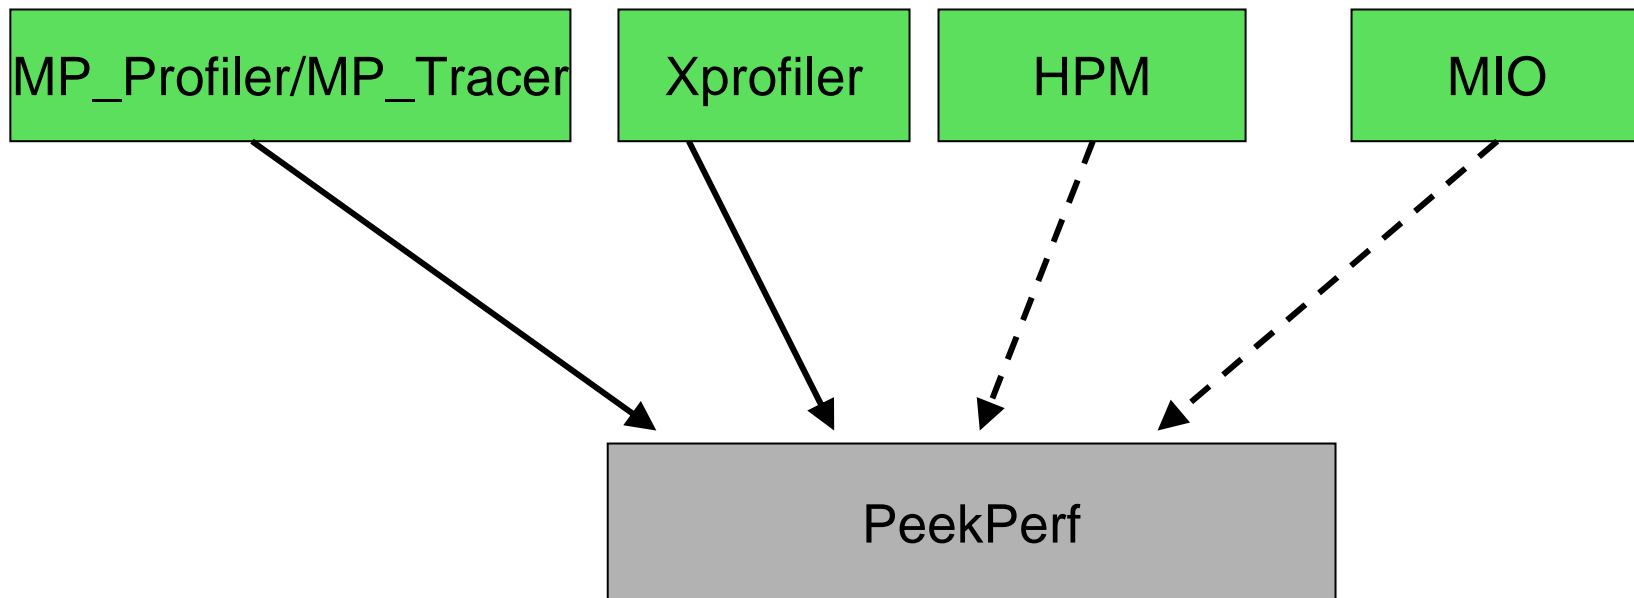 MP_Profiler/MP_Tracer
Xprofiler
HPM
MIO
PeekPerf